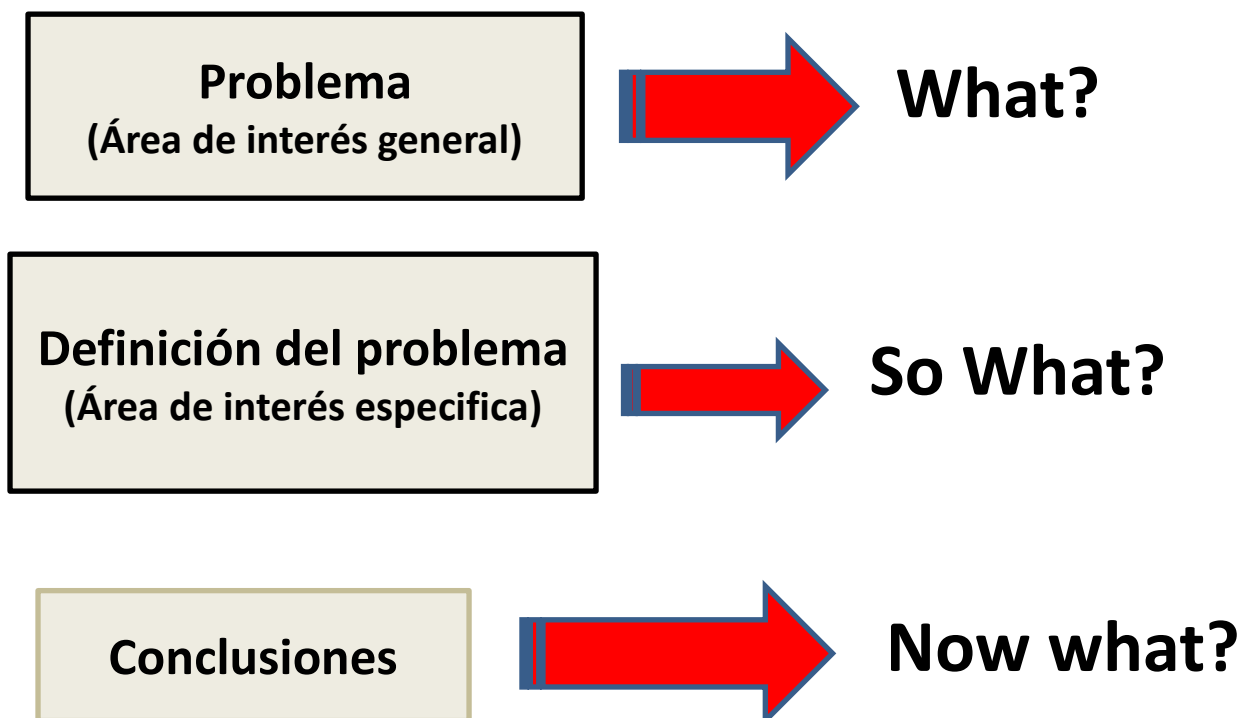 Problema
(Área de interés general)
What?
Definición del problema
(Área de interés especifica)
So What?
Conclusiones
Now what?